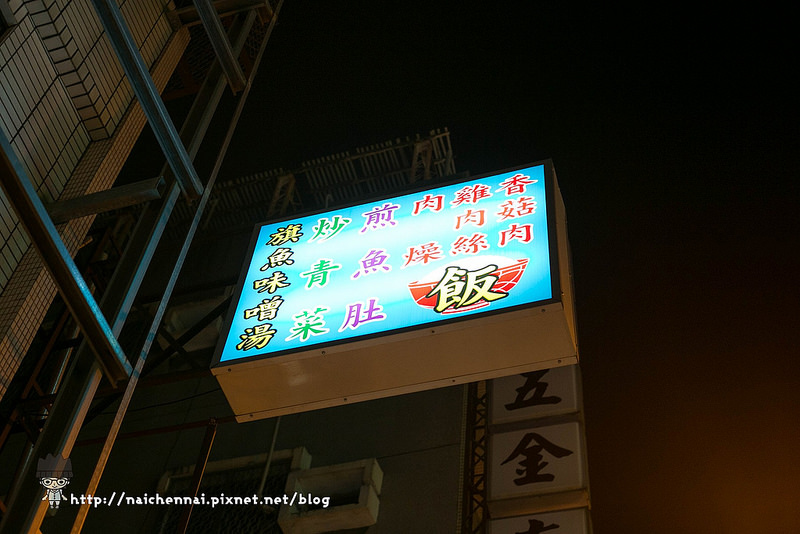 香菇肉
雞肉絲
肉燥
飯
煎魚肚
炒青菜
旗魚味噌湯
五金
http://naichennai.pixnet.net/blog